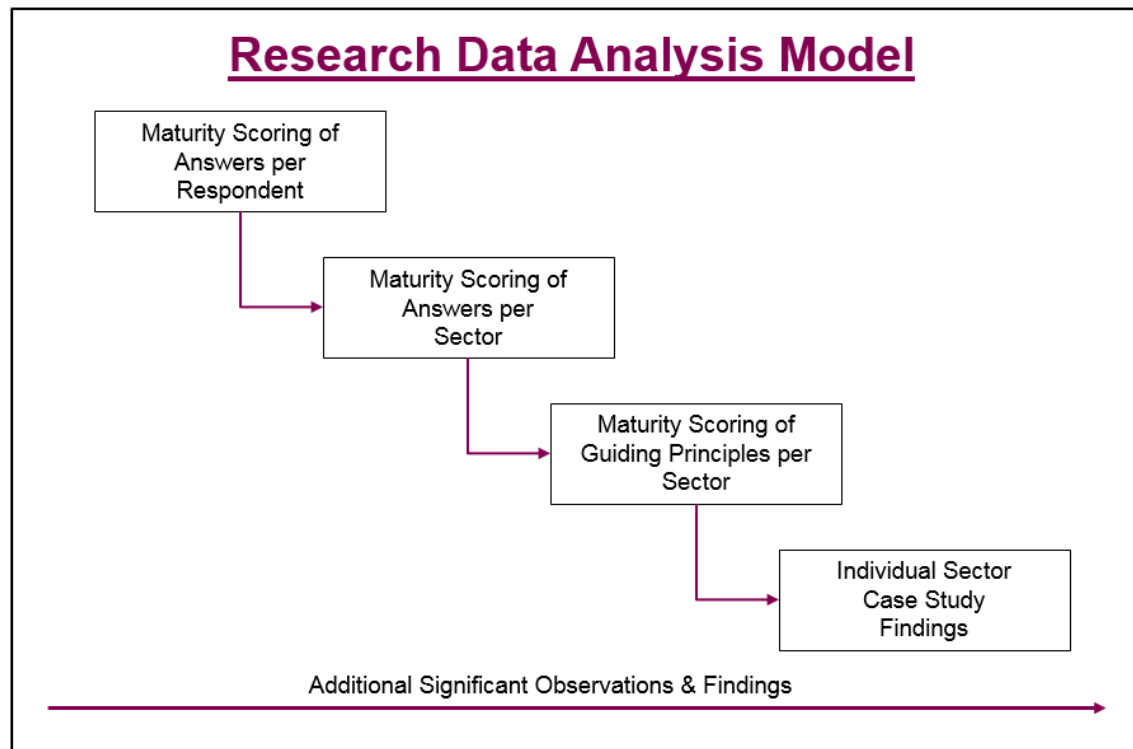 Research Data Analysis Model
Maturity Scoring of
Answers per
Respondent
Maturity Scoring of
Answers per
Sector
Maturity Scoring of
Guiding Principles per
Sector
Individual Sector
Case Study
Findings
Additional Significant Observations & Findings